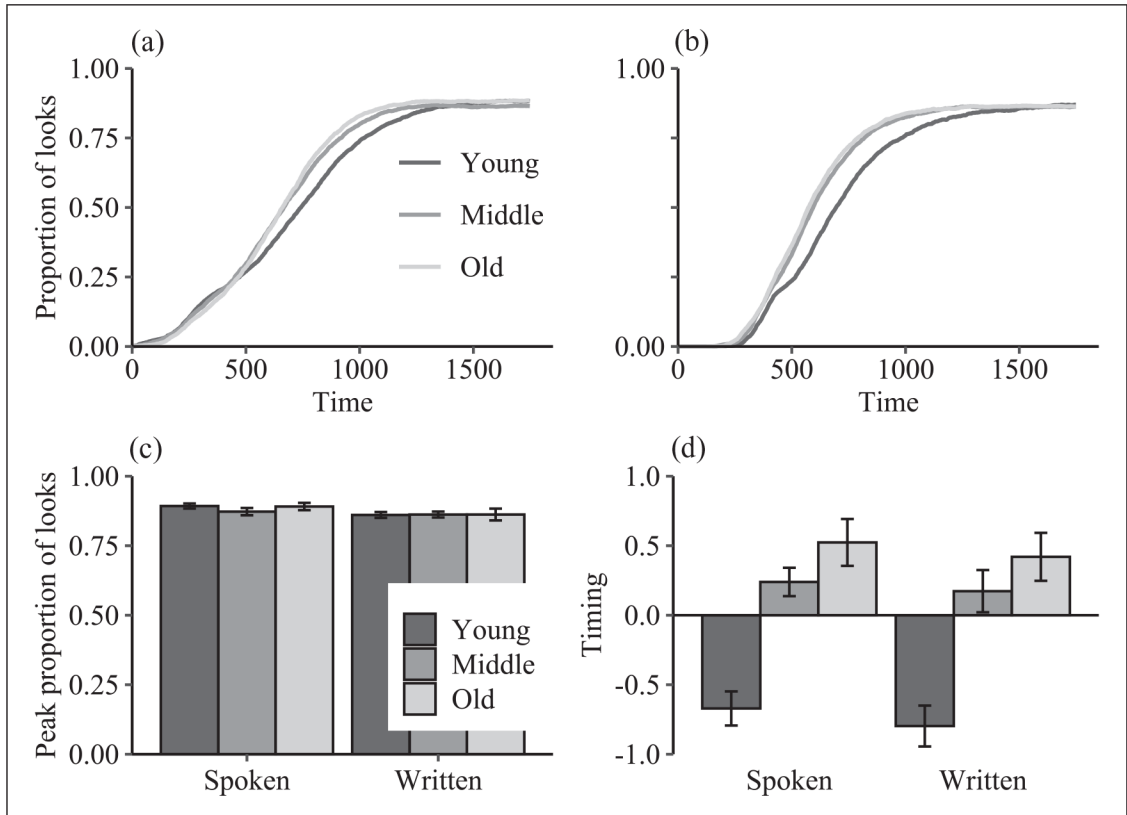 (a)
1.00
0.75
0.50
0.25
0.00
Proportion of looks
0 500 1000 1500
Time
Young
Middle
Old
(b)
1.00
0.00
0 500 1000 1500
Time
(c)
1.00
0.75
0.50
0.25
0.00
Peak proportion of looks
Spoken Written
Young
Middle
Old
(d)
1.0
0.5
0.0
-0.5
-1.0
Timing
Spoken Written